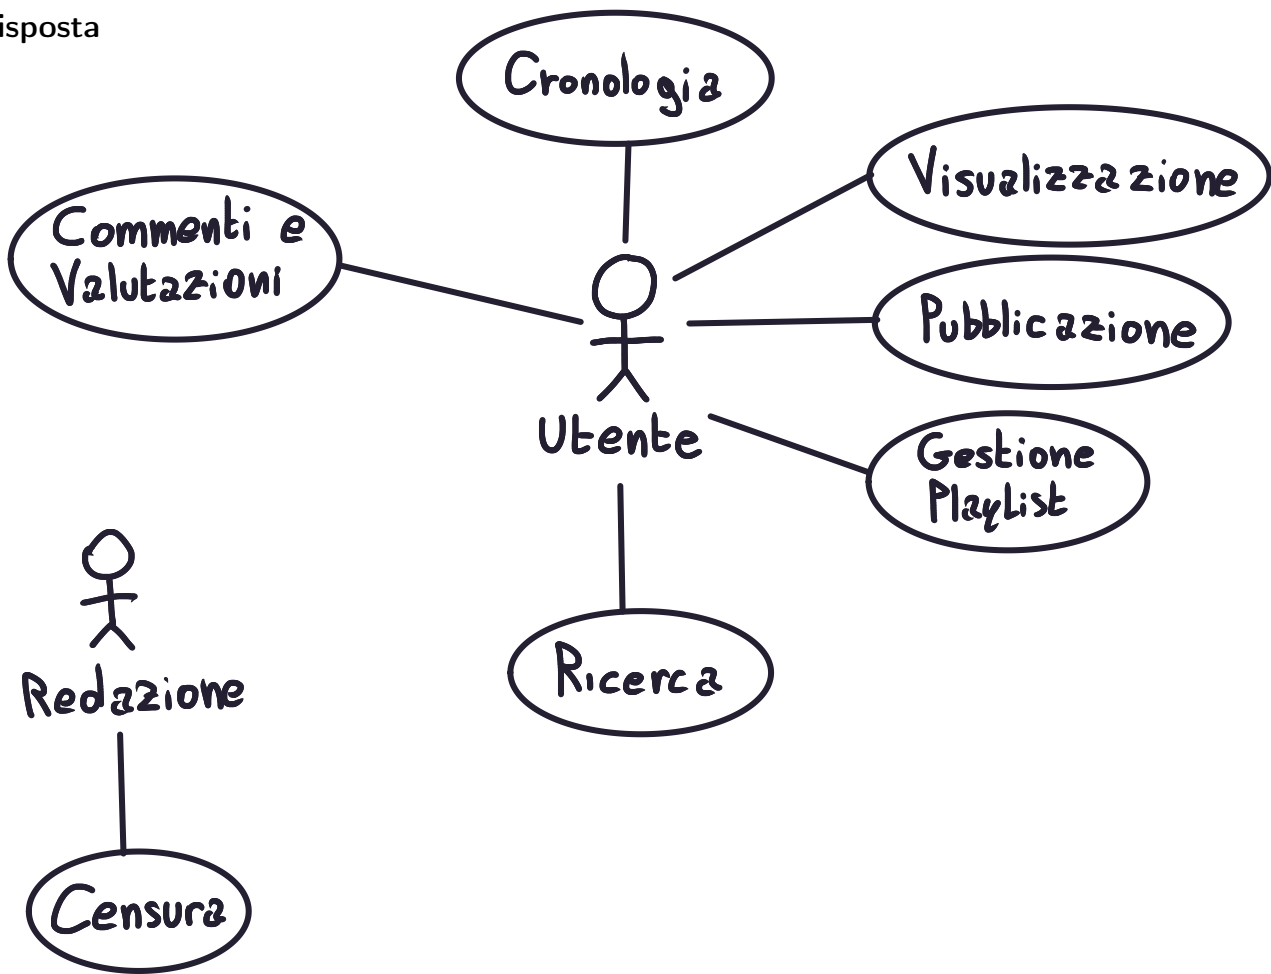 isposta
Cronologia
Visualizzazione
Commenti e
Valutazioni
Pubblicazione
Utente
Gestione
PlayList
Ricerca
Redazione
Censura